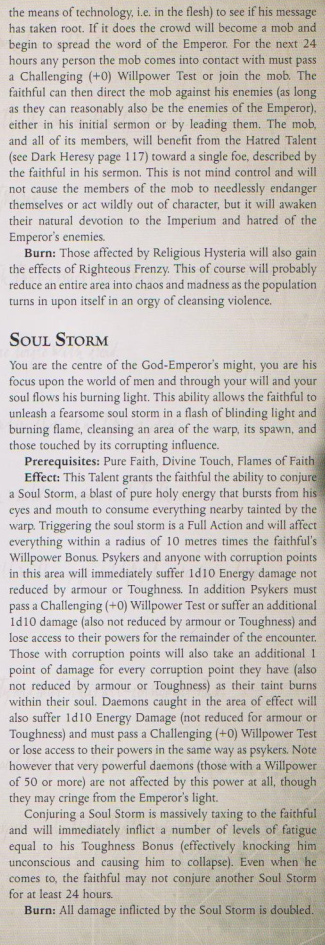 the means of technology, i.e. in the flesh) to see if his message
has taken root. If it does the crowd will become a mob and
begin to spread the word of the Emperor. For the next 24
hours any person the mob comes into contact with must pass
a Challenging (+0) Willpower Test or join the mob. The
faithful can then direct the mob against his enemies (as long
as they can reasonably also be the enemies of the Emperor),
either in his initial sermon or by leading them. The mob,
and all of its members, will benefit from the Hatred Talent
(see Dark Heresy page 117) toward a single foe, described by
the faithful in his sermon. This is not mind control and will
not cause the members of the mob to needlessly endanger
themselves or act wildly out of character, but it will awaken
their natural devotion to the Imperium and hatred of the
Emperor's enemies.
Burn: Those affected by Religious Hysteria will also gain
the effects of Righteous Frenzy. This of course will probably
reduce an entire area into chaos and madness as the population
turns in upon itself in an orgy of cleansing violence.
SOUL STORM
You are the centre of the God-Emperor's might, you are his
focus upon the world of men and through your will and your
soul flows his burning light. This ability allows the faithful to
unleash a fearsome soul storm in a flash of blinding light and
burning flame, cleansing an area of the warp, its spawn, and
those touched by its corrupting influence.
Prerequisites: Pure Faith, Divine Touch, Flames of Faith
Effect: This Talent grants the faithful the ability to conjure
a Soul Storm, a blast of pure holy energy that bursts from his
eyes and mouth to consume everything nearby tainted by the
warp. Triggering the soul storm is a Full Action and will affect
everything within a radius of 10 metres times the faithful's
Willpower Bonus. Psykers and anyone with corruption points
in this area will immediately suffer 1d10 Energy damage not
reduced by armour or Toughness. In addition Psykers must
pass a Challenging (+0) Willpower Test or suffer an additional
1d10 damage (also not reduced by armour or Toughness) and
lose access to their powers for the remainder of the encounter.
Those with corruption points will also take an additional 1
point of damage for every corruption point they have (also
not reduced by armour or Toughness) as their taint burns
within their soul. Daemons caught in the area of effect will
also suffer 1d10 Energy Damage (not reduced for armour or
Toughness) and must pass a Challenging (+0) Willpower Test
or lose access to their powers in the same way as psykers. Note
however that very powerful daemons (those with a Willpower
of 50 or more) are not affected by this power at all, though
they may cringe from the Emperor's light.
Conjuring a Soul Storm is massively taxing to the faithful
and will immediately inflict a number of levels of fatigue
equal to his Toughness Bonus (effectively knocking him
unconscious and causing him to collapse). Even when he
comes to, the faithful may not conjure another Soul Storm
for at least 24 hours.
Burn: All damage inflicted by the Soul Storm is doubled.